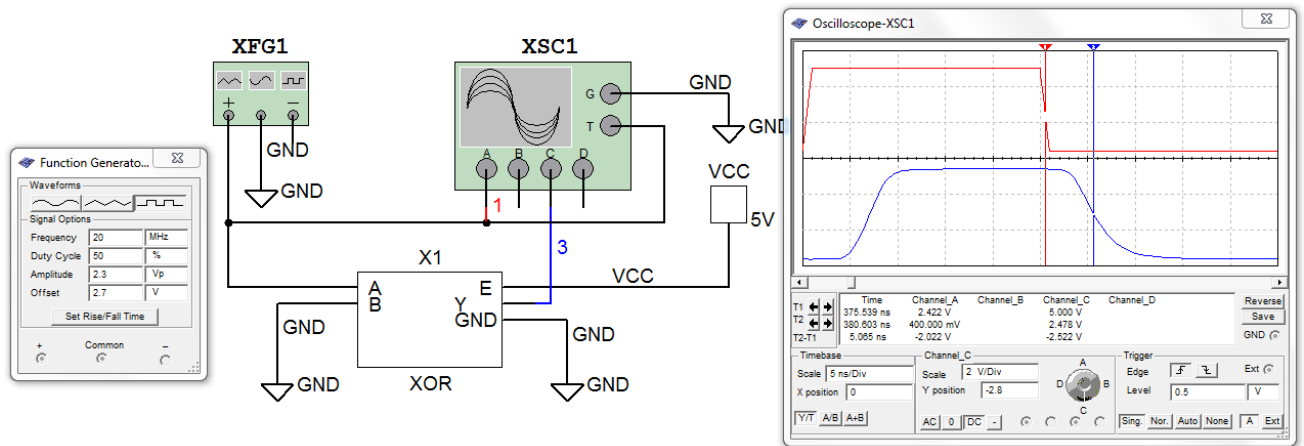 XFG1
+
−
GND
GND
Function Generato...
Waveforms
Signal Options
Frequency 20 MHz
Duty Cycle 50 %
Amplitude 2.3 Vp
Offset 2.7 V
Set Rise/Fall Time
+ Common −
XSC1
G
T
A B C D
GND
GND
1
3
VCC
5V
VCC
X1
A
B
E
Y
GND
XOR
GND
GND
GND
GND
Oscilloscope-XSC1
Time Channel_A Channel_B Channel_C Channel_D
T1 375.539 ns 2.422 V 5.000 V
T2 380.603 ns 400.000 mV 2.478 V
T2-T1 5.065 ns -2.022 V -2.522 V
Reverse
Save
GND
Timebase
Scale 5 ns/Div
X position 0
Y/T A/B A+B
Channel_C
Scale 2 V/Div
Y position -2.8
AC 0 DC -
A
B
C
D
Trigger
Edge
Ext
Level 0.5 V
Sing. Nor. Auto None A Ext